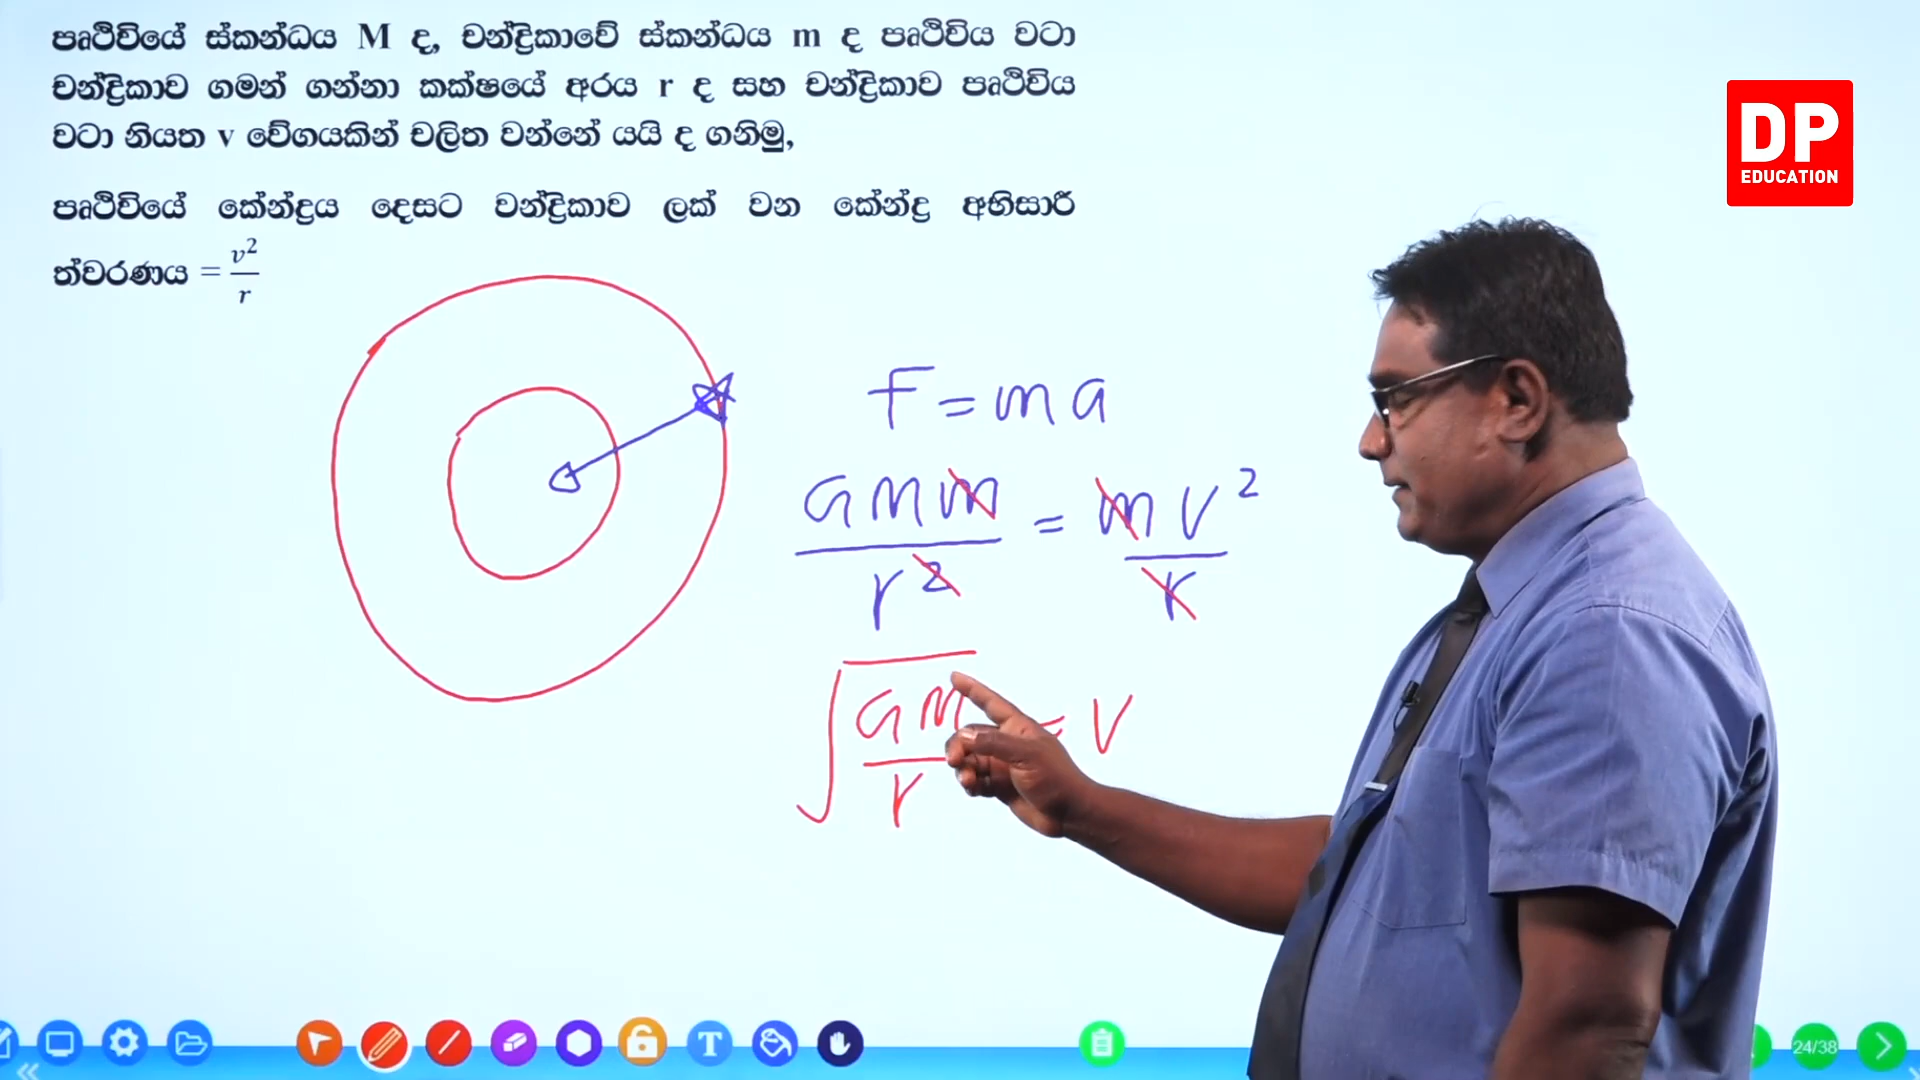 පෘථිවියේ ස්කන්ධය M ද, චන්ද්‍රිකාවේ ස්කන්ධය m ද පෘථිවිය වටා
චන්ද්‍රිකාව ගමන් ගන්නා කක්ෂයේ අරය r ද සහ චන්ද්‍රිකාව පෘථිවිය
වටා නියත v වේගයකින් චලිත වන්නේ යයි ද ගනිමු,
පෘථිවියේ කේන්ද්‍රය දෙසට චන්ද්‍රිකාව ලක් වන කේන්ද්‍ර අභිසාරී
ත්වරණය = v²/r
DP
EDUCATION
F = ma
GMm/r² = mv²/r
√GM/r = v
T
24/38